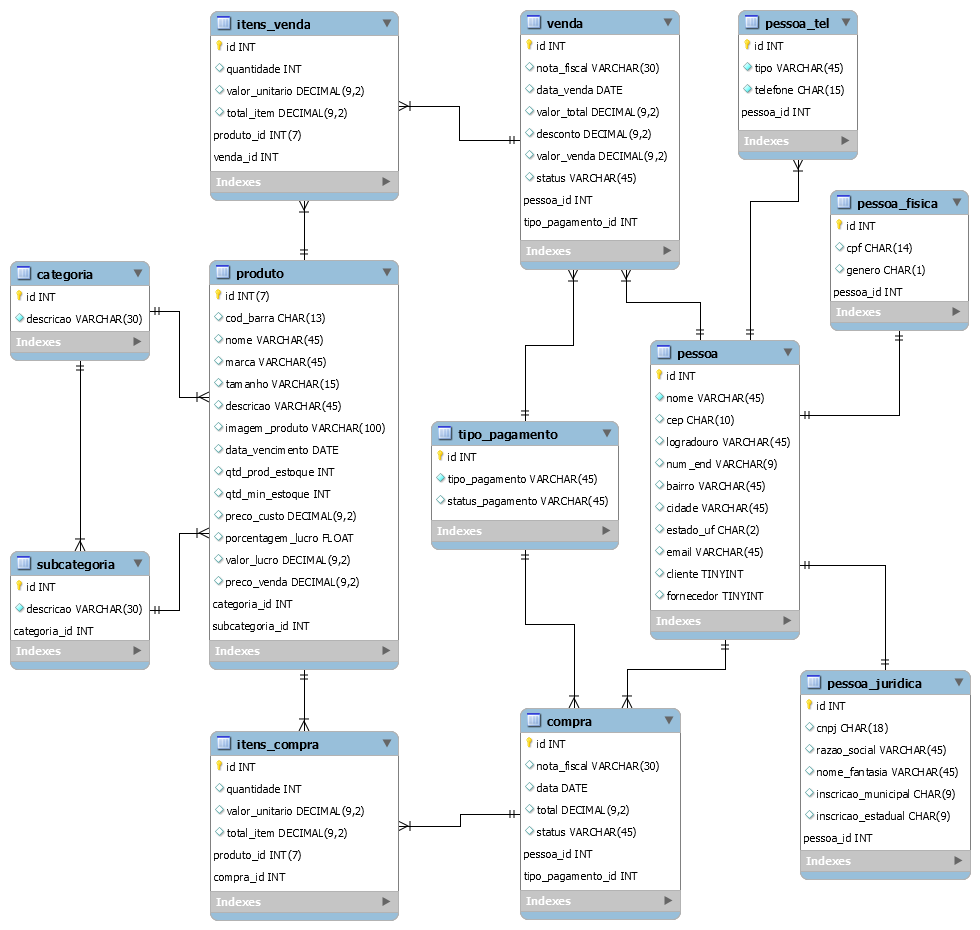 itens_venda
id INT
quantidade INT
valor_unitario DECIMAL(9,2)
total_item DECIMAL(9,2)
produto_id INT(7)
venda_id INT
Indexes
venda
id INT
nota_fiscal VARCHAR(30)
data_venda DATE
valor_total DECIMAL(9,2)
desconto DECIMAL(9,2)
valor_venda DECIMAL(9,2)
status VARCHAR(45)
pessoa_id INT
tipo_pagamento_id INT
Indexes
pessoa_tel
id INT
tipo VARCHAR(45)
telefone CHAR(15)
pessoa_id INT
Indexes
pessoa_fisica
id INT
cpf CHAR(14)
genero CHAR(1)
pessoa_id INT
Indexes
categoria
id INT
descricao VARCHAR(30)
Indexes
produto
id INT(7)
cod_barra CHAR(13)
nome VARCHAR(45)
marca VARCHAR(45)
tamanho VARCHAR(15)
descricao VARCHAR(45)
imagem_produto VARCHAR(100)
data_vencimento DATE
qtd_prod_estoque INT
qtd_min_estoque INT
preco_custo DECIMAL(9,2)
porcentagem_lucro FLOAT
valor_lucro DECIMAL(9,2)
preco_venda DECIMAL(9,2)
categoria_id INT
subcategoria_id INT
Indexes
tipo_pagamento
id INT
tipo_pagamento VARCHAR(45)
status_pagamento VARCHAR(45)
Indexes
pessoa
id INT
nome VARCHAR(45)
cep CHAR(10)
logradouro VARCHAR(45)
num_end VARCHAR(9)
bairro VARCHAR(45)
cidade VARCHAR(45)
estado_uf CHAR(2)
email VARCHAR(45)
cliente TINYINT
fornecedor TINYINT
Indexes
subcategoria
id INT
descricao VARCHAR(30)
categoria_id INT
Indexes
itens_compra
id INT
quantidade INT
valor_unitario DECIMAL(9,2)
total_item DECIMAL(9,2)
produto_id INT(7)
compra_id INT
Indexes
compra
id INT
nota_fiscal VARCHAR(30)
data DATE
total DECIMAL(9,2)
status VARCHAR(45)
pessoa_id INT
tipo_pagamento_id INT
Indexes
pessoa_juridica
id INT
cnpj CHAR(18)
razao_social VARCHAR(45)
nome_fantasia VARCHAR(45)
inscricao_municipal CHAR(9)
inscricao_estadual CHAR(9)
pessoa_id INT
Indexes